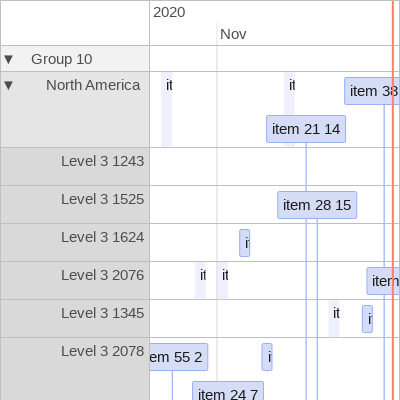 2020
Nov
▼ Group 10
▼ North America
it
it
item 38
item 21 14
Level 3 1243
Level 3 1525
item 28 15
Level 3 1624
it
Level 3 2076
it
it
item
Level 3 1345
it
i
Level 3 2078
em 55 2
i
item 24 7